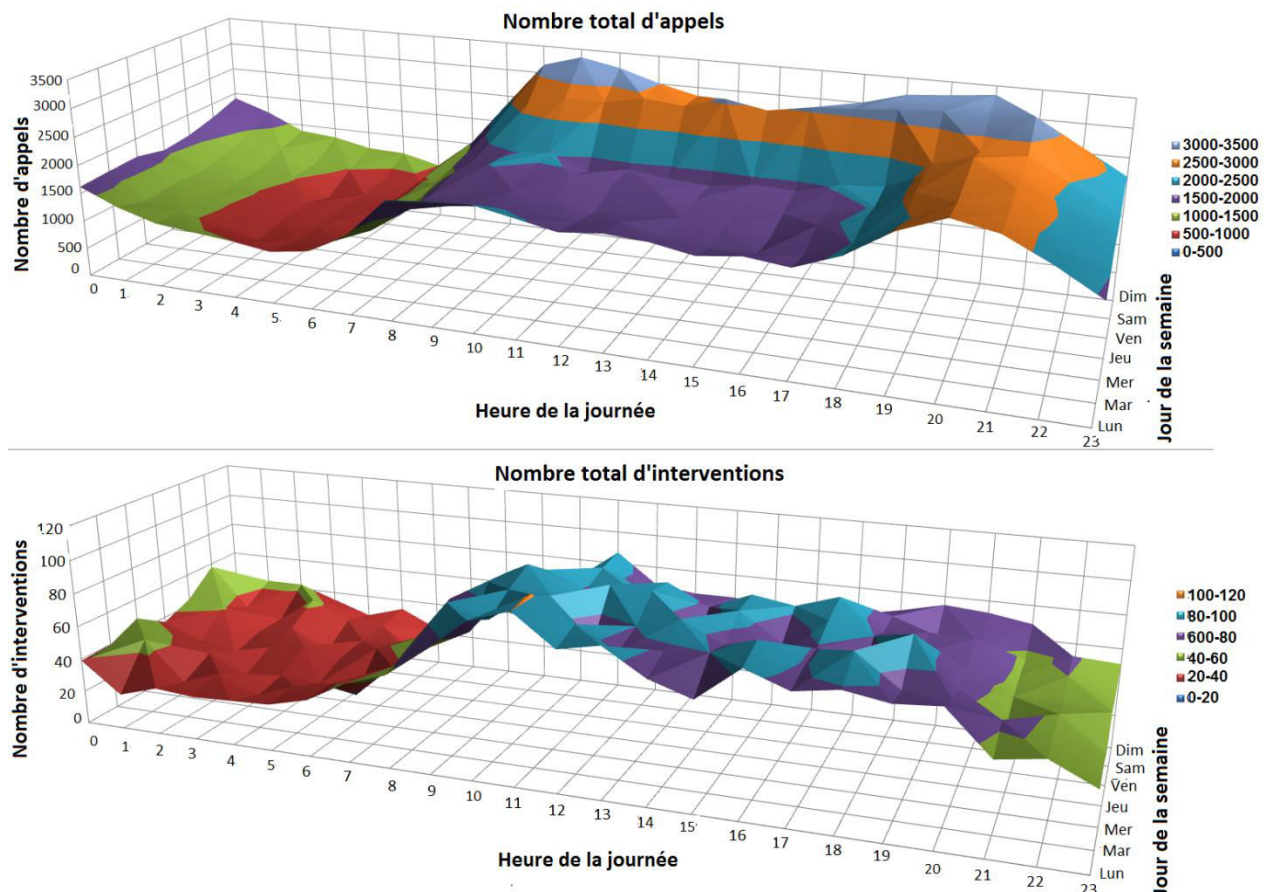 Nombre total d'appels
Nombre d'appels
3500
3000
2500
2000
1500
1000
500
0
0 1 2 3 4 5 6 7 8 9 10 11 12 13 14 15 16 17 18 19 20 21 22 23
Heure de la journée
Dim
Sam
Ven
Jeu
Mer
Mar
Lun
Jour de la semaine
3000-3500
2500-3000
2000-2500
1500-2000
1000-1500
500-1000
0-500
Nombre total d'interventions
Nombre d'interventions
120
100
80
60
40
20
0
0 1 2 3 4 5 6 7 8 9 10 11 12 13 14 15 16 17 18 19 20 21 22 23
Heure de la journée
Dim
Sam
Ven
Jeu
Mer
Mar
Lun
Jour de la semaine
100-120
80-100
600-80
40-60
20-40
0-20